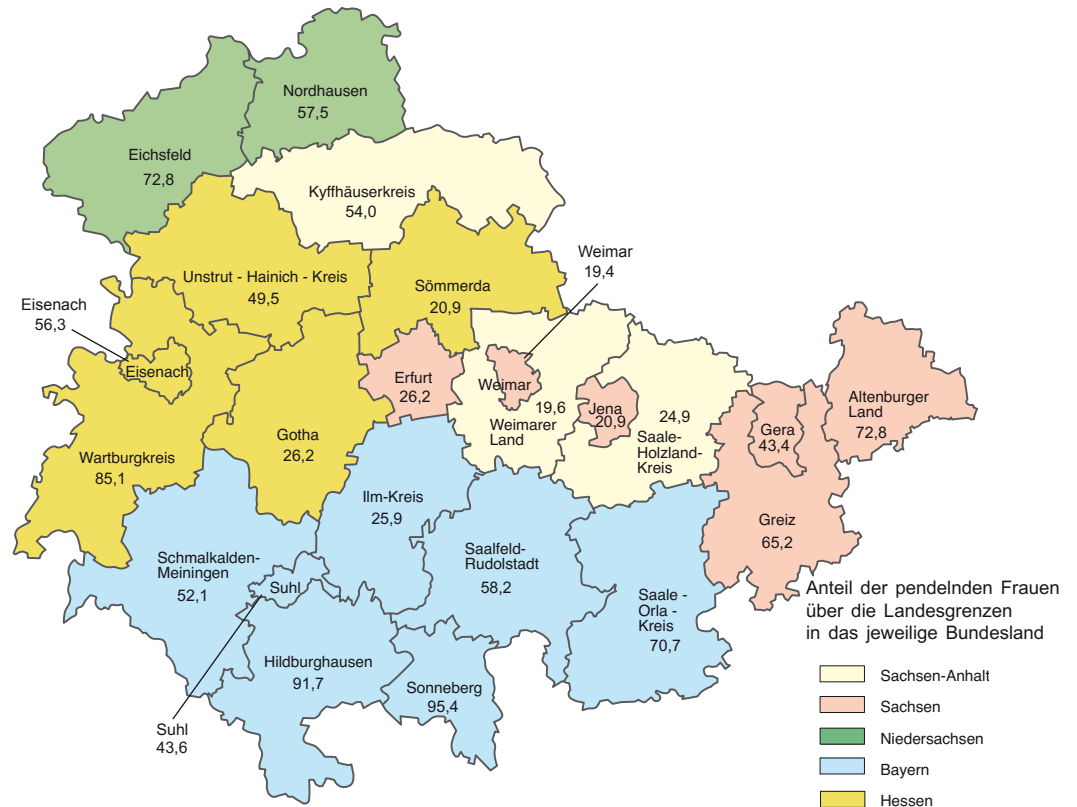 Nordhausen
57,5
Eichsfeld
72,8
Kyffhäuserkreis
54,0
Weimar
19,4
Unstrut - Hainich - Kreis
49,5
Sömmerda
20,9
Eisenach
56,3
Eisenach
Erfurt
26,2
Weimar
19,6
Weimarer
Land
Jena
20,9
24,9
Saale-
Holzland-
Kreis
Gera
43,4
Altenburger
Land
72,8
Gotha
26,2
Wartburgkreis
85,1
Ilm-Kreis
25,9
Greiz
65,2
Schmalkalden-
Meiningen
52,1
Suhl
Saalfeld-
Rudolstadt
58,2
Saale -
Orla -
Kreis
70,7
Hildburghausen
91,7
Sonneberg
95,4
Suhl
43,6
Anteil der pendelnden Frauen
über die Landesgrenzen
in das jeweilige Bundesland
Sachsen-Anhalt
Sachsen
Niedersachsen
Bayern
Hessen